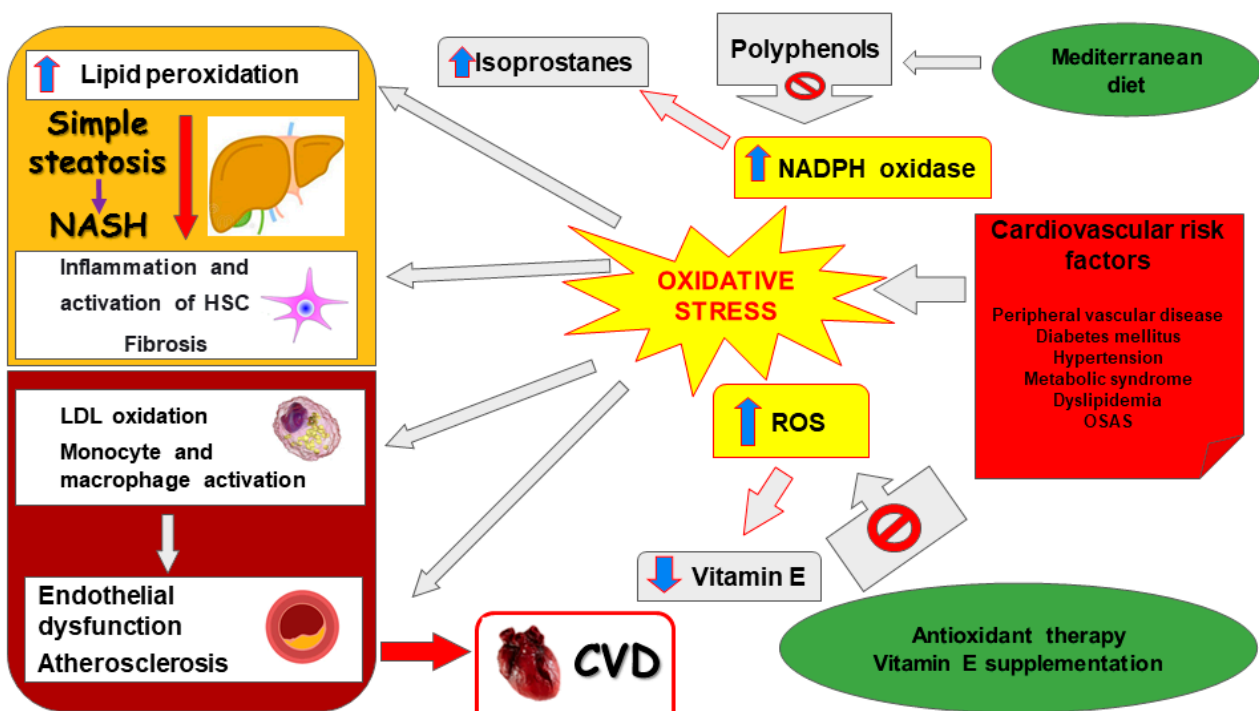 Lipid peroxidation
Simple
steatosis
NASH
Inflammation and
activation of HSC
Fibrosis
LDL oxidation
Monocyte and
macrophage activation
Endothelial
dysfunction
Atherosclerosis
Isoprostanes
Polyphenols
Mediterranean
diet
NADPH oxidase
OXIDATIVE
STRESS
Cardiovascular risk
factors
Peripheral vascular disease
Diabetes mellitus
Hypertension
Metabolic syndrome
Dyslipidemia
OSAS
ROS
Vitamin E
CVD
Antioxidant therapy
Vitamin E supplementation